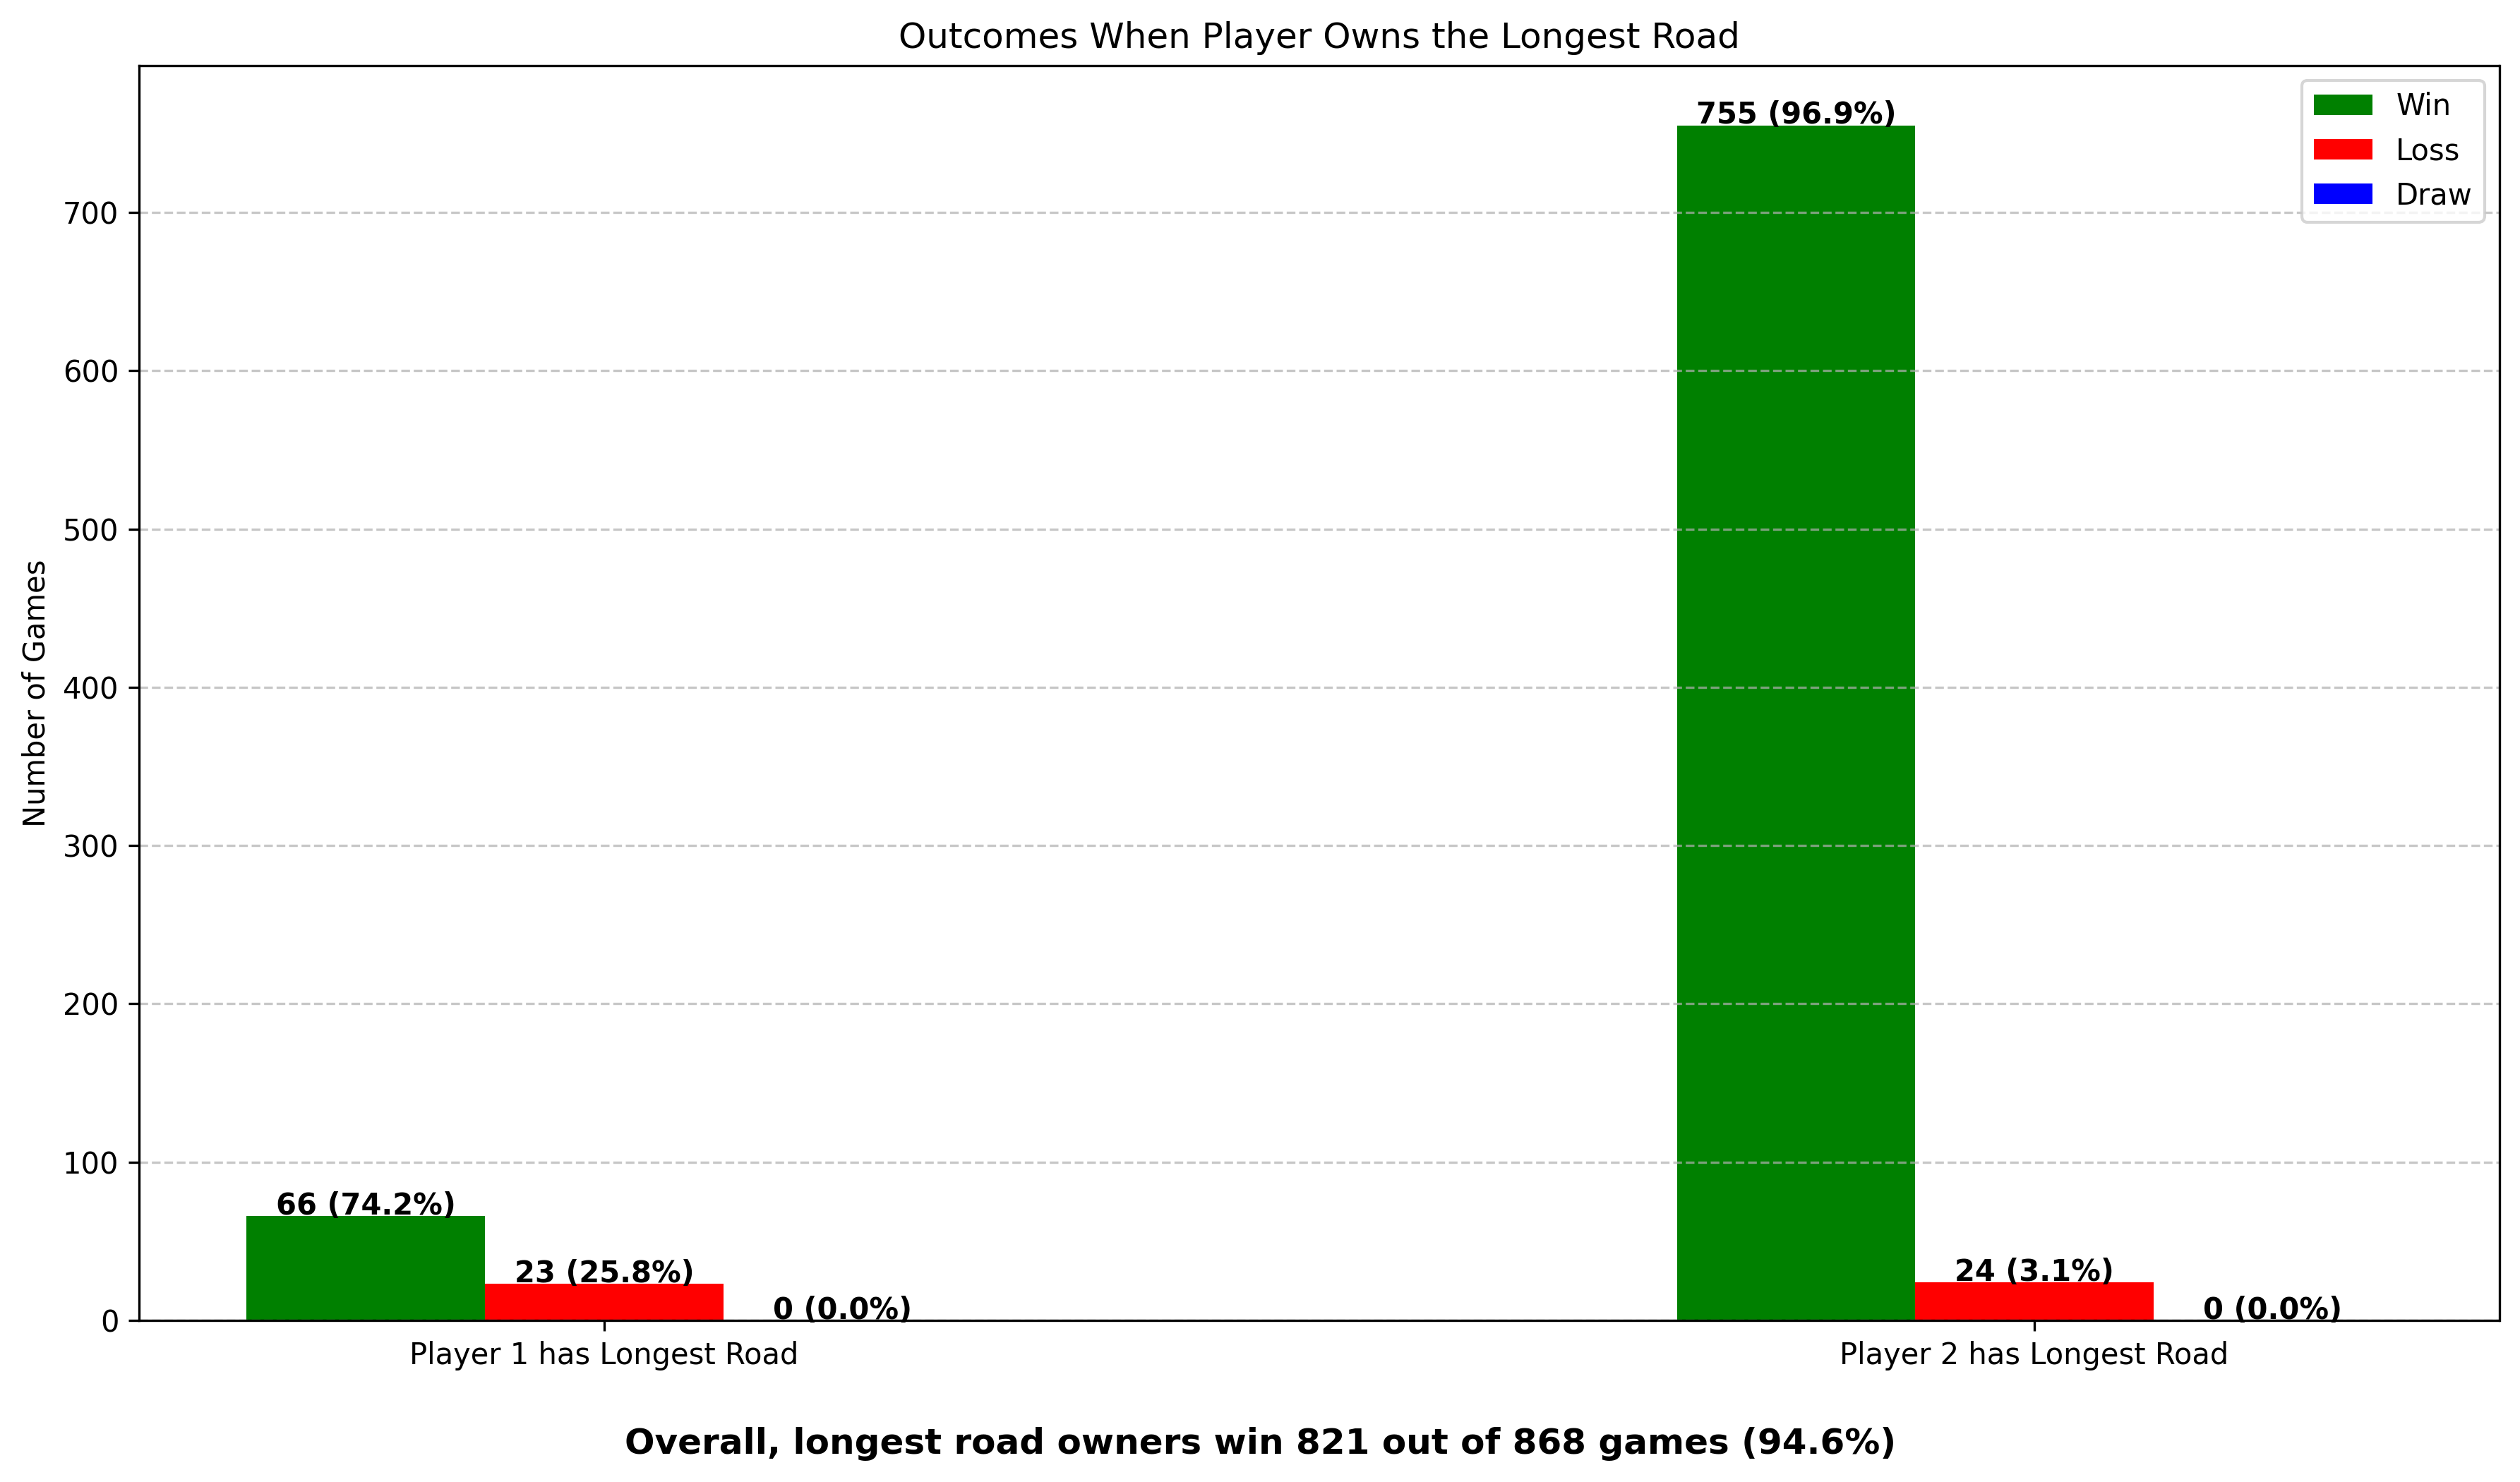 Outcomes When Player Owns the Longest Road
Win
Loss
Draw
Number of Games
700
600
500
400
300
200
100
0
755 (96.9%)
66 (74.2%)
23 (25.8%)
0 (0.0%)
24 (3.1%)
0 (0.0%)
Player 1 has Longest Road
Player 2 has Longest Road
Overall, longest road owners win 821 out of 868 games (94.6%)